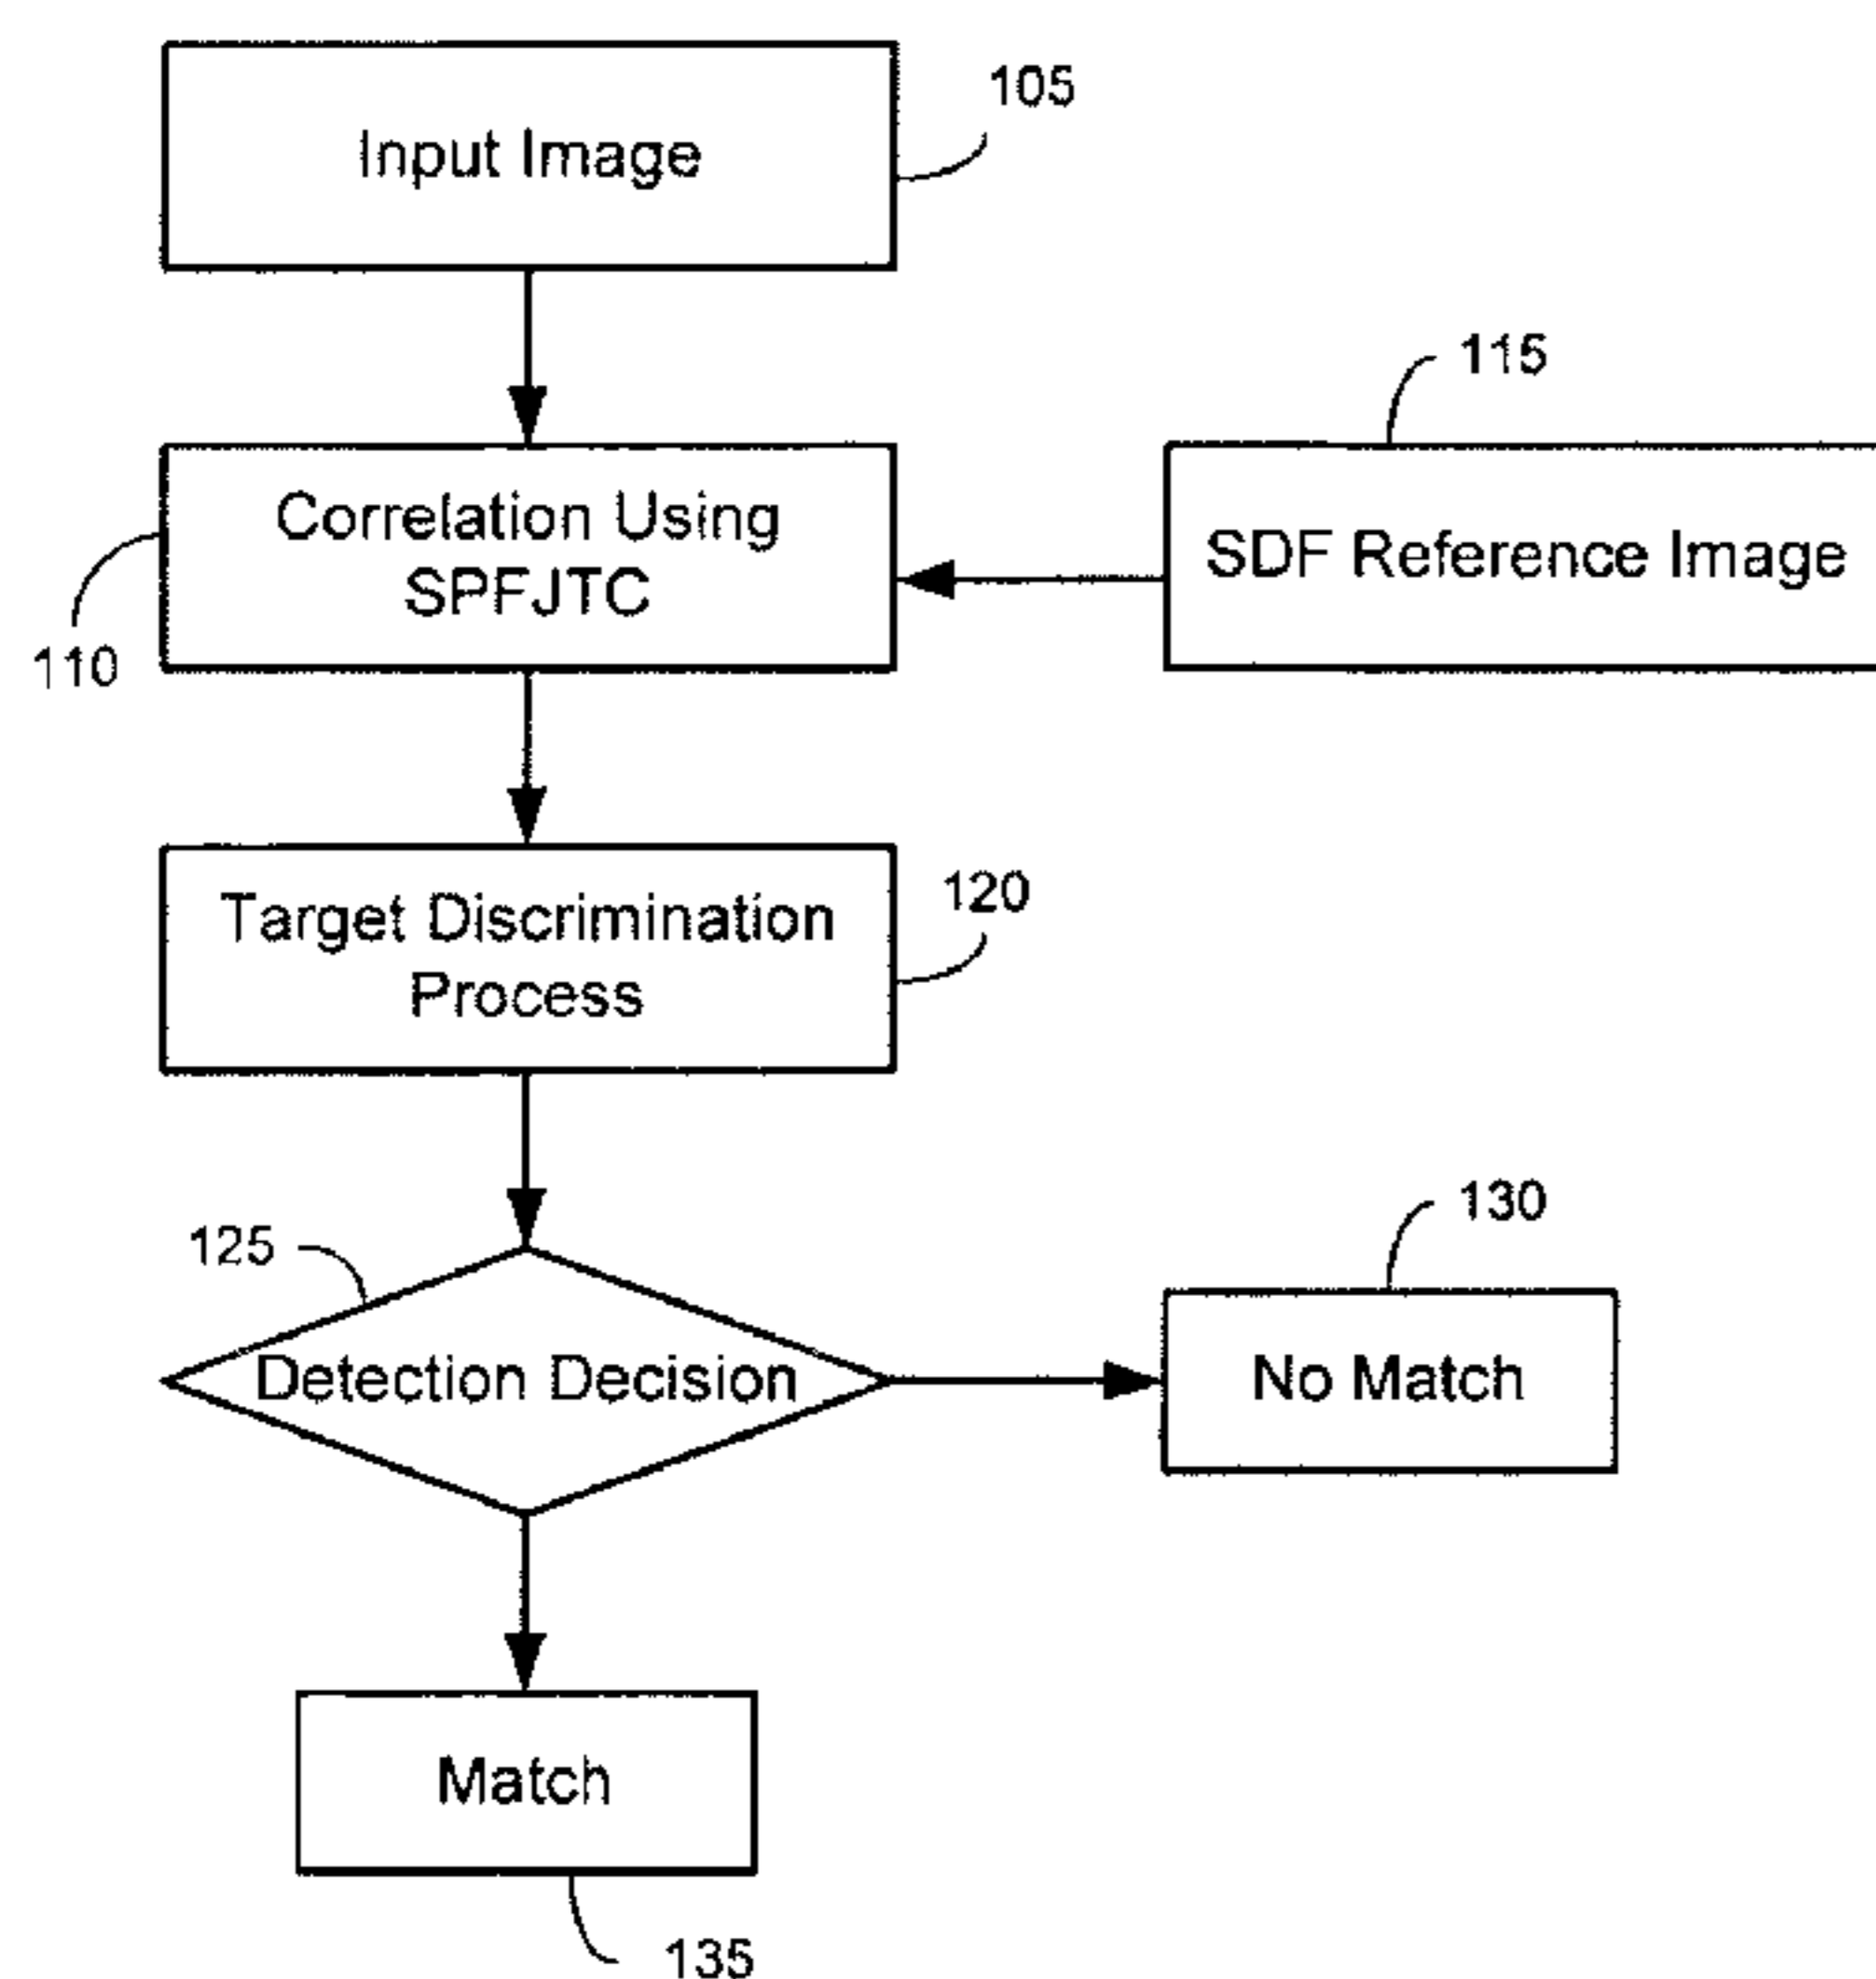 Input Image
105
115
Correlation Using
SPFJTC
SDF Reference Image
110
Target Discrimination
Process
120
125
130
Detection Decision
No Match
Match
135